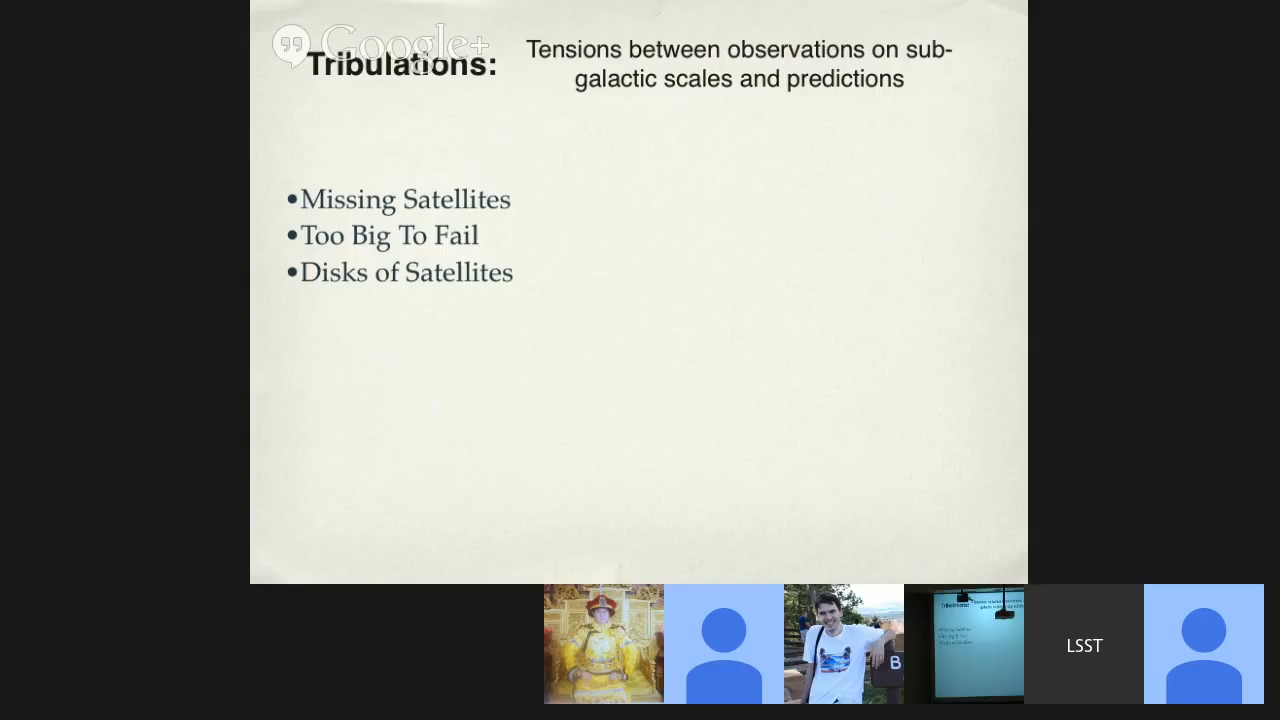 Google+
Tribulations:
Tensions between observations on sub-
galactic scales and predictions
•Missing Satellites
•Too Big To Fail
•Disks of Satellites
Tribulations:
B
LSST